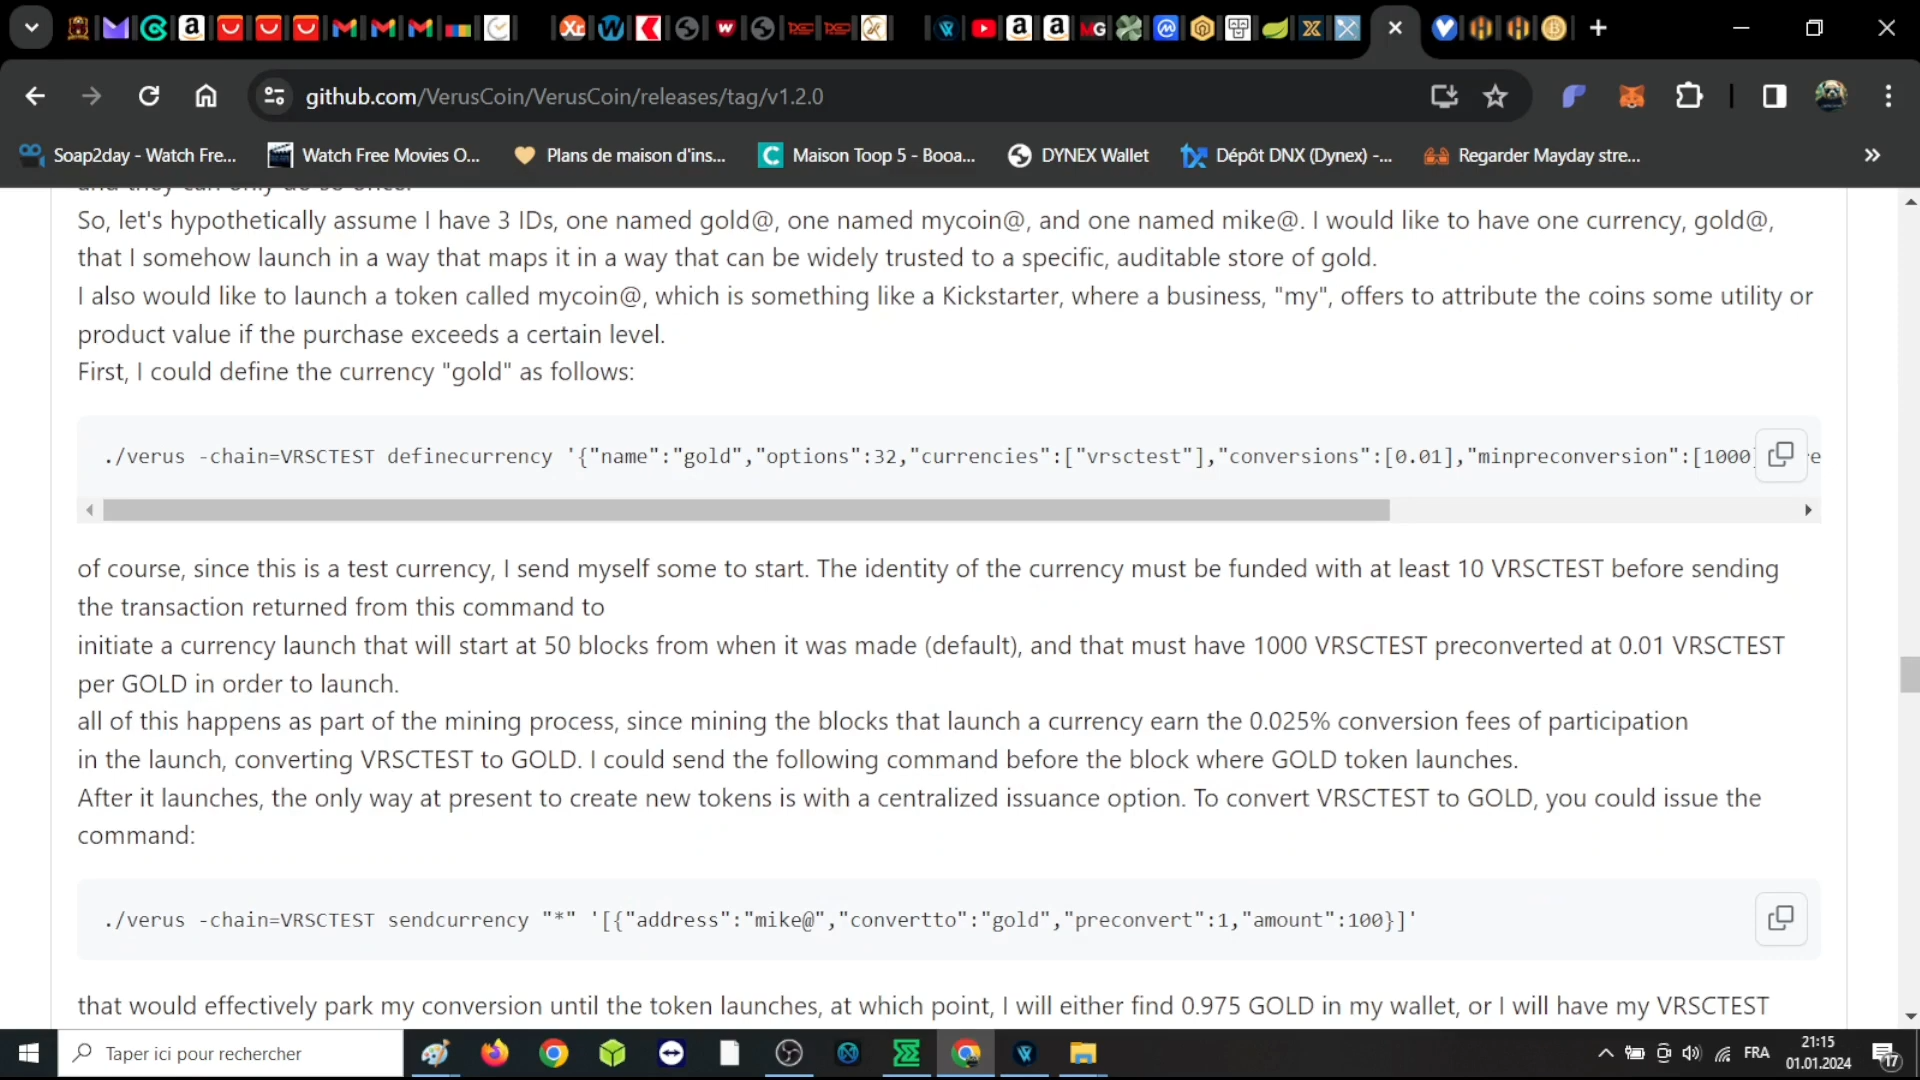 github.com/VerusCoin/VerusCoin/releases/tag/v1.2.0
Soap2day - Watch Fre... Watch Free Movies O... Plans de maison d'ins... Maison Toop 5 - Booa... DYNEX Wallet Dépôt DNX (Dynex) -... Regarder Mayday stre...
and they can only do so once.
So, let's hypothetically assume I have 3 IDs, one named gold@, one named mycoin@, and one named mike@. I would like to have one currency, gold@,
that I somehow launch in a way that maps it in a way that can be widely trusted to a specific, auditable store of gold.
I also would like to launch a token called mycoin@, which is something like a Kickstarter, where a business, "my", offers to attribute the coins some utility or
product value if the purchase exceeds a certain level.
First, I could define the currency "gold" as follows:
./verus -chain=VRSCTEST definecurrency '{"name":"gold","options":32,"currencies":["vrsctest"],"conversions":[0.01],"minpreconversion":[1000]
of course, since this is a test currency, I send myself some to start. The identity of the currency must be funded with at least 10 VRSCTEST before sending
the transaction returned from this command to
initiate a currency launch that will start at 50 blocks from when it was made (default), and that must have 1000 VRSCTEST preconverted at 0.01 VRSCTEST
per GOLD in order to launch.
all of this happens as part of the mining process, since mining the blocks that launch a currency earn the 0.025% conversion fees of participation
in the launch, converting VRSCTEST to GOLD. I could send the following command before the block where GOLD token launches.
After it launches, the only way at present to create new tokens is with a centralized issuance option. To convert VRSCTEST to GOLD, you could issue the
command:
./verus -chain=VRSCTEST sendcurrency "*" '[{"address":"mike@","convertto":"gold","preconvert":1,"amount":100}]'
that would effectively park my conversion until the token launches, at which point, I will either find 0.975 GOLD in my wallet, or I will have my VRSCTEST
Taper ici pour rechercher
FRA
21:15
01.01.2024
17